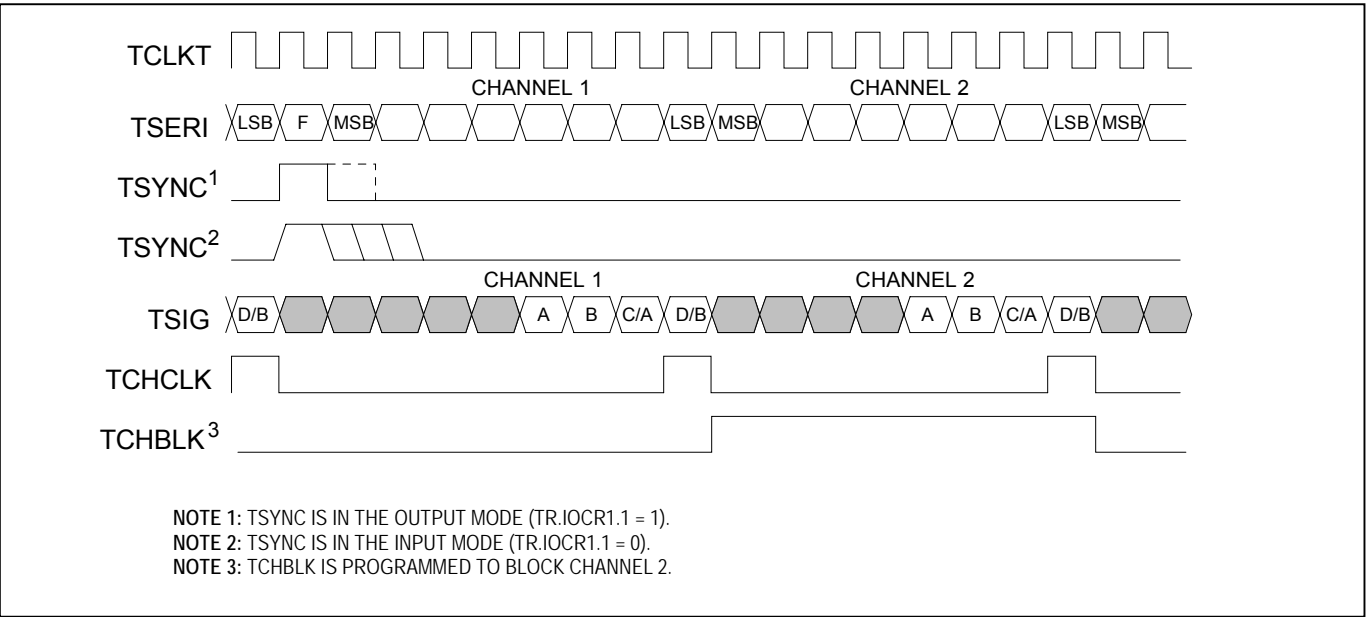 TCLKT
CHANNEL 1 CHANNEL 2
TSERI LSB F MSB LSB MSB LSB MSB
TSYNC1
TSYNC2
CHANNEL 1 CHANNEL 2
TSIG D/B A B C/A D/B A B C/A D/B
TCHCLK
TCHBLK3
NOTE 1: TSYNC IS IN THE OUTPUT MODE (TR.IOCR1.1 = 1).
NOTE 2: TSYNC IS IN THE INPUT MODE (TR.IOCR1.1 = 0).
NOTE 3: TCHBLK IS PROGRAMMED TO BLOCK CHANNEL 2.